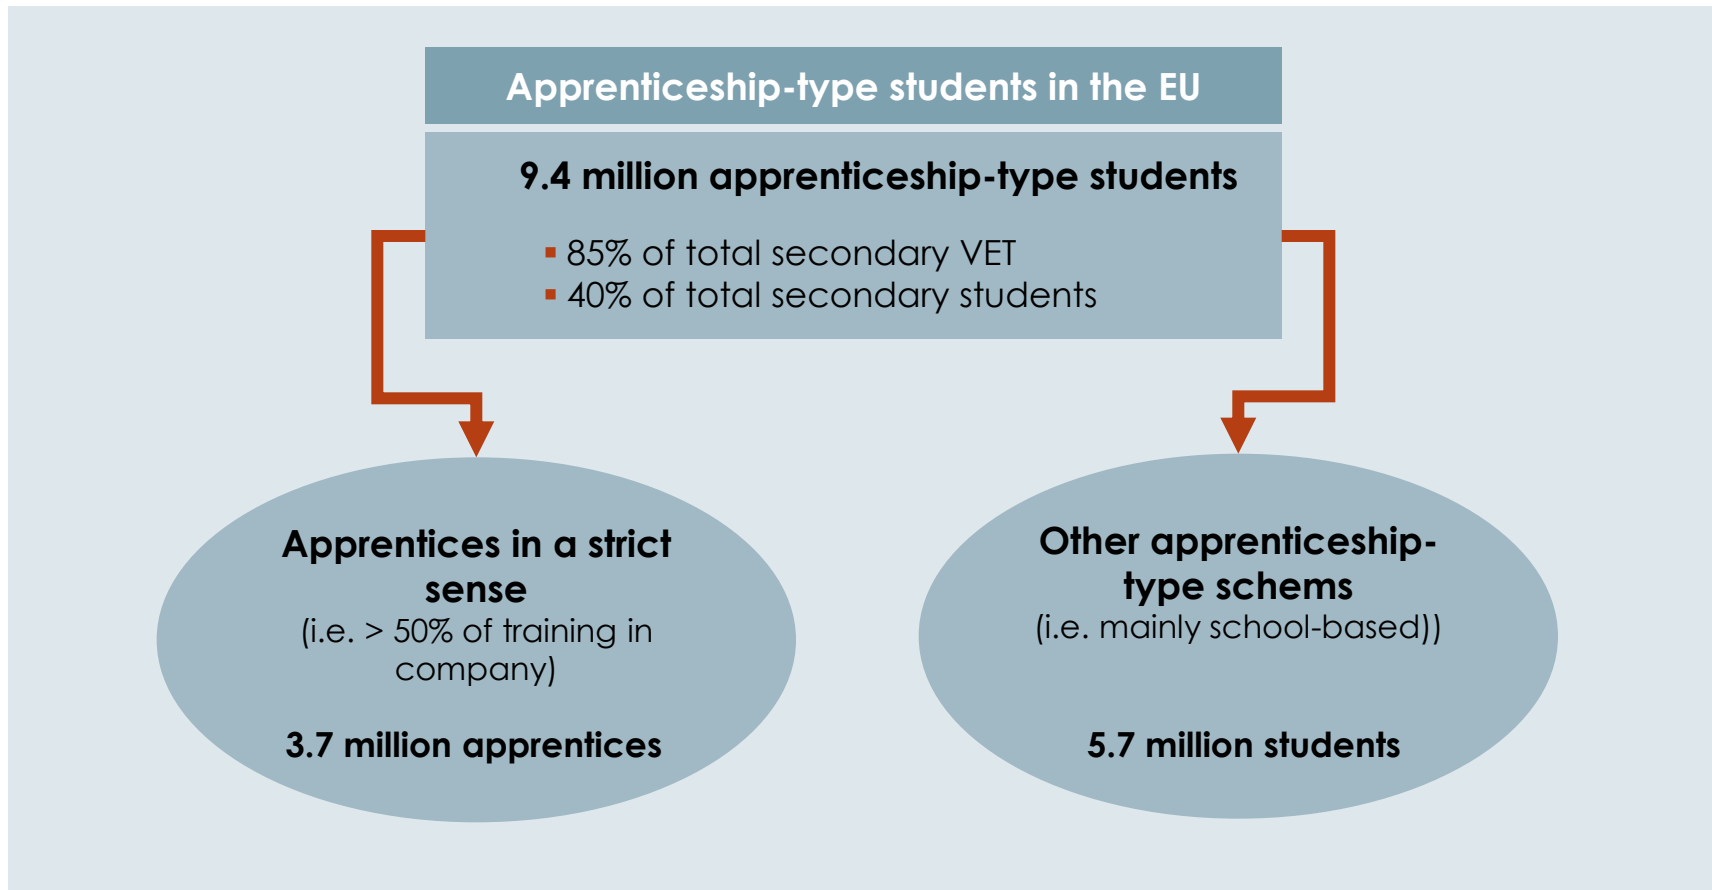 Apprenticeship-type students in the EU
9.4 million apprenticeship-type students
▪ 85% of total secondary VET
▪ 40% of total secondary students
Apprentices in a strict
sense
(i.e. > 50% of training in
company)
3.7 million apprentices
Other apprenticeship-
type schems
(i.e. mainly school-based))
5.7 million students